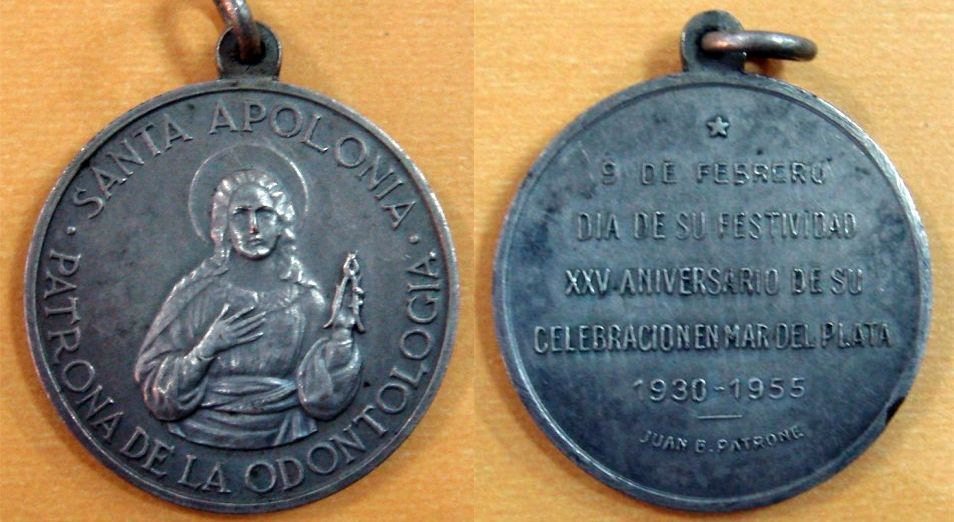 · SANTA APOLONIA ·
PATRONA DE LA ODONTOLOGIA
9 DE FEBRERO
DIA DE SU FESTIVIDAD
XXV ANIVERSARIO DE SU
CELEBRACION EN MAR DEL PLATA
1930-1955
JUAN B. PATRONE